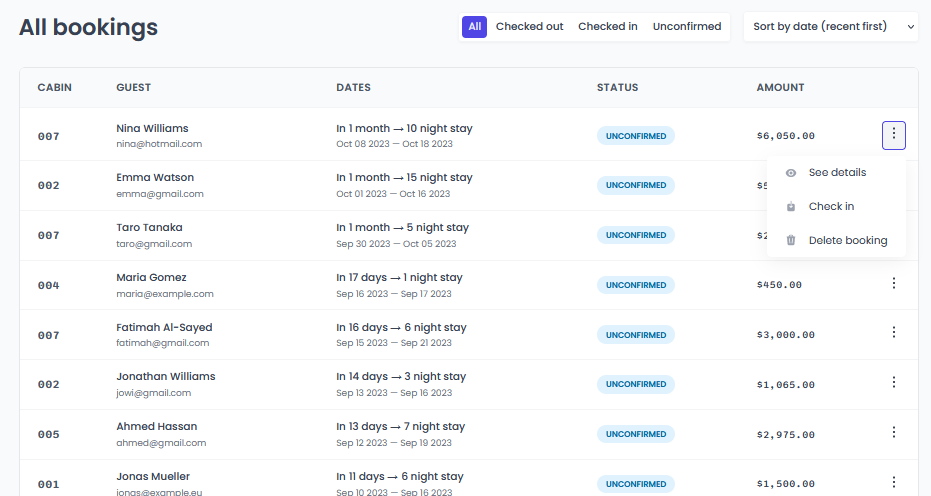 All bookings
All Checked out Checked in Unconfirmed Sort by date (recent first)
CABIN GUEST DATES STATUS AMOUNT
007 Nina Williams In 1 month → 10 night stay UNCONFIRMED $6,050.00
nina@hotmail.com Oct 08 2023 — Oct 18 2023
See details
002 Emma Watson In 1 month → 15 night stay UNCONFIRMED
emma@gmail.com Oct 01 2023 — Oct 16 2023
Check in
007 Taro Tanaka In 1 month → 5 night stay UNCONFIRMED
taro@gmail.com Sep 30 2023 — Oct 05 2023
Delete booking
004 Maria Gomez In 17 days → 1 night stay UNCONFIRMED $450.00
maria@example.com Sep 16 2023 — Sep 17 2023
007 Fatimah Al-Sayed In 16 days → 6 night stay UNCONFIRMED $3,000.00
fatimah@gmail.com Sep 15 2023 — Sep 21 2023
002 Jonathan Williams In 14 days → 3 night stay UNCONFIRMED $1,065.00
jowi@gmail.com Sep 13 2023 — Sep 16 2023
005 Ahmed Hassan In 13 days → 7 night stay UNCONFIRMED $2,975.00
ahmed@gmail.com Sep 12 2023 — Sep 19 2023
001 Jonas Mueller In 11 days → 6 night stay UNCONFIRMED $1,500.00
jonas@example.eu Sep 10 2023 — Sep 16 2023